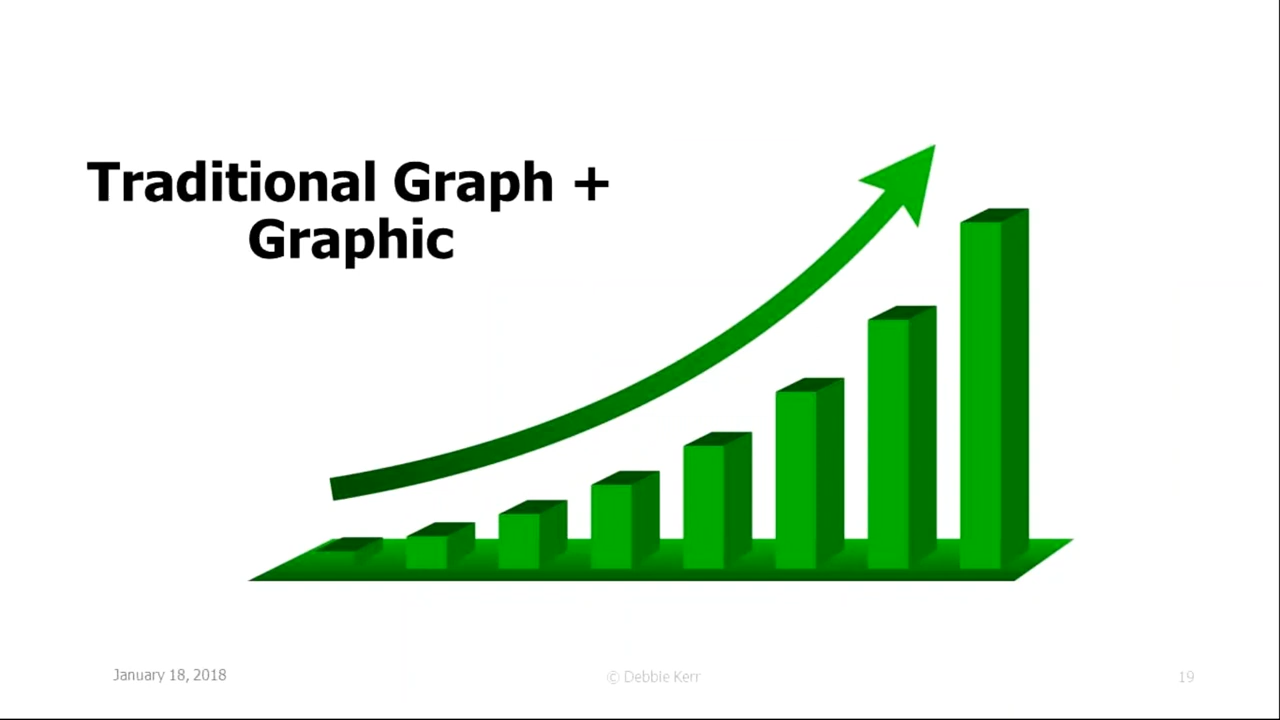 Traditional Graph +
Graphic
January 18, 2018
© Debbie Kerr
19